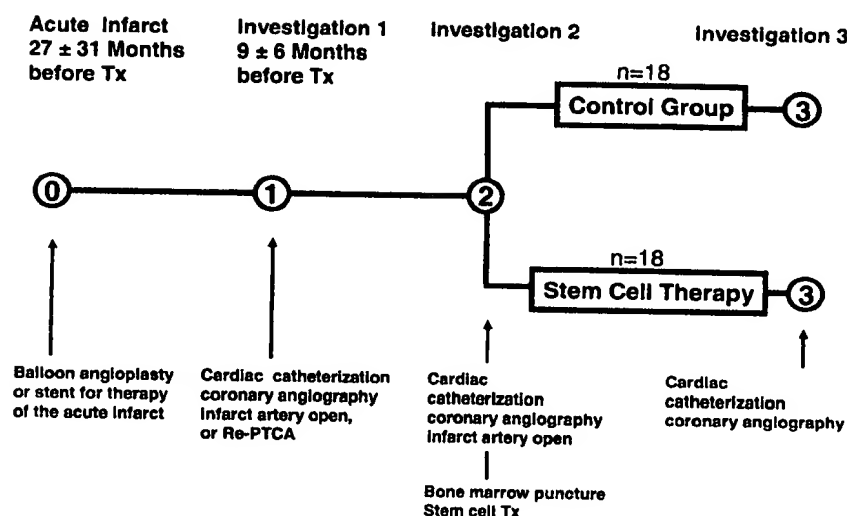 Acute Infarct
27 ± 31 Months
before Tx
Investigation 1
9 ± 6 Months
before Tx
Investigation 2
Investigation 3
n=18
Control Group
3
0
1
2
n=18
Stem Cell Therapy
3
Balloon angioplasty
or stent for therapy
of the acute infarct
Cardiac catheterization
coronary angiography
infarct artery open,
or Re-PTCA
Cardiac
catheterization
coronary angiography
infarct artery open
Cardiac
catheterization
coronary angiography
Bone marrow puncture
Stem cell Tx